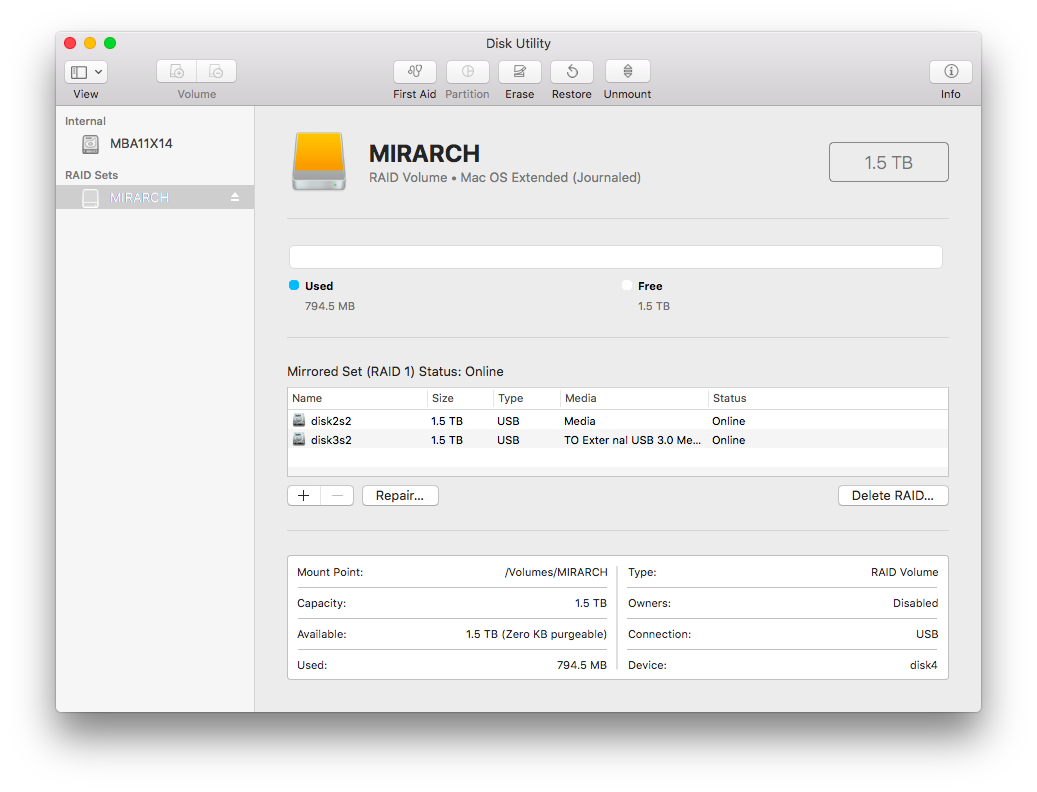 Disk Utility
View Volume First Aid Partition Erase Restore Unmount Info
Internal
MBA11X14
RAID Sets
MIRARCH
MIRARCH
RAID Volume • Mac OS Extended (Journaled)
1.5 TB
Used Free
794.5 MB 1.5 TB
Mirrored Set (RAID 1) Status: Online
Name Size Type Media Status
disk2s2 1.5 TB USB Media Online
disk3s2 1.5 TB USB TO Exter nal USB 3.0 Me... Online
+ − Repair... Delete RAID...
Mount Point: /Volumes/MIRARCH Type: RAID Volume
Capacity: 1.5 TB Owners: Disabled
Available: 1.5 TB (Zero KB purgeable) Connection: USB
Used: 794.5 MB Device: disk4